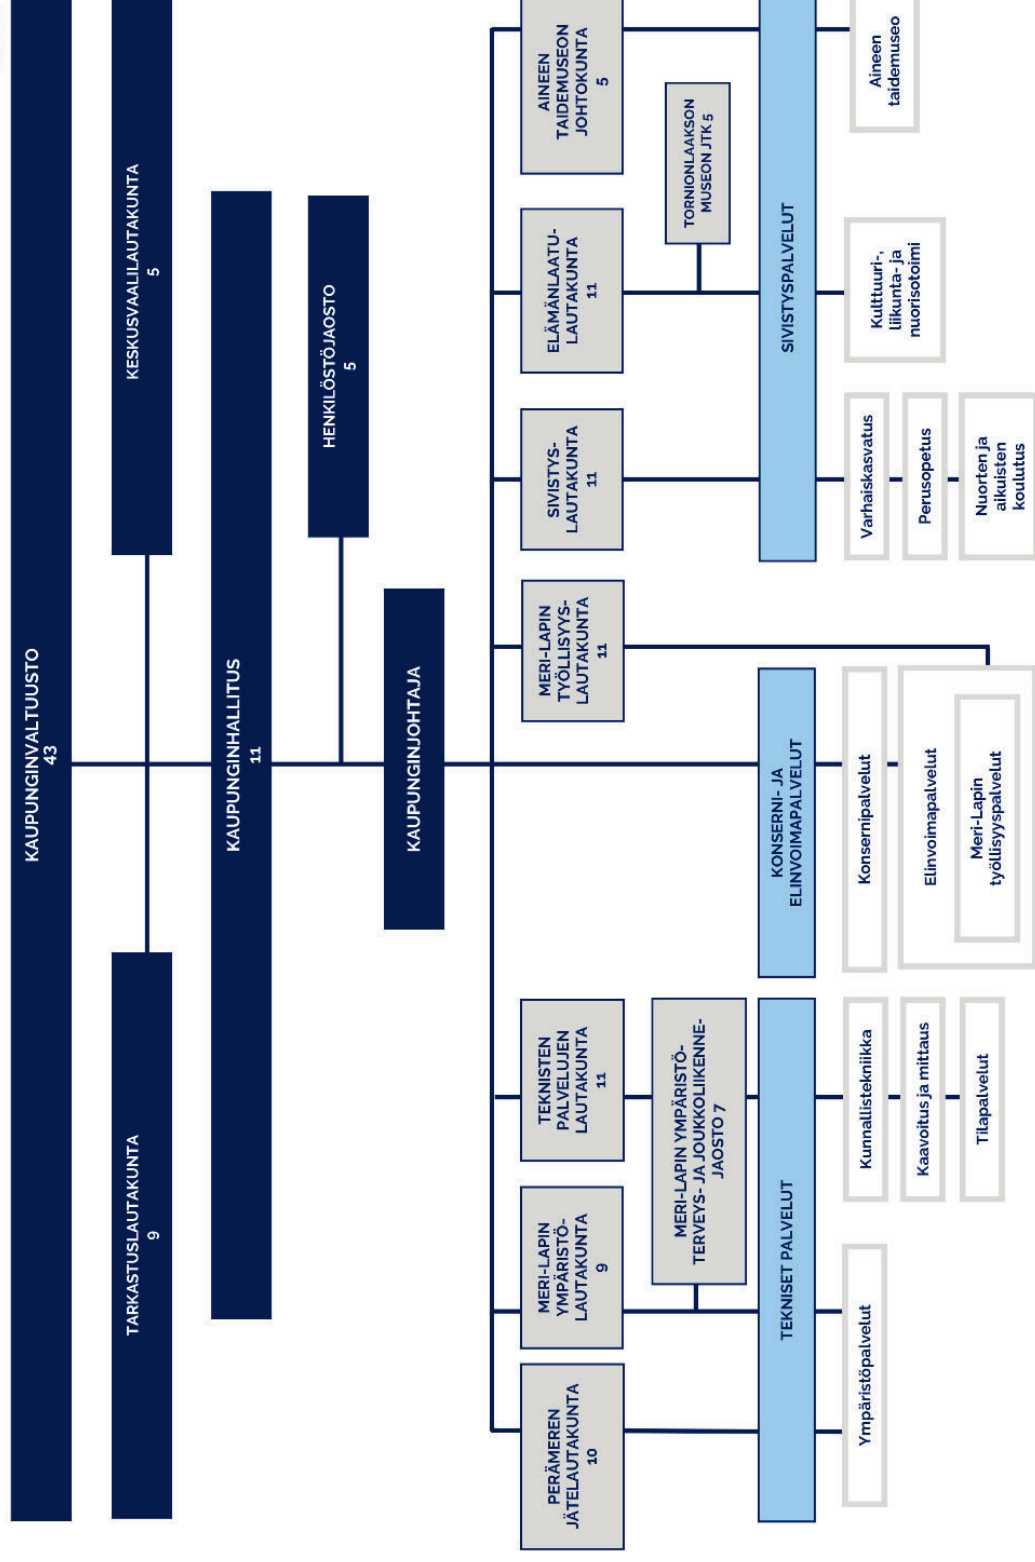 KAUPUNGINVALTUUSTO
43
TARKASTUSLAUTAKUNTA
9
KESKUSVAALILAUTAKUNTA
5
KAUPUNGINHALLITUS
11
HENKILÖSTÖJAOSTO
5
KAUPUNGINJOHTAJA
PERÄMEREN
JÄTELAUTAKUNTA
10
MERI-LAPIN
YMPÄRISTÖ-
LAUTAKUNTA
9
TEKNISTEN
PALVELUJEN
LAUTAKUNTA
11
MERI-LAPIN
TYÖLLISYYS-
LAUTAKUNTA
11
SIVISTYS-
LAUTAKUNTA
11
ELÄMÄNLAATU-
LAUTAKUNTA
11
AINEEN
TAIDEMUSEON
JOHTOKUNTA
5
MERI-LAPIN YMPÄRISTÖ-
TERVEYS- JA JOUKKOLIIKENNE-
JAOSTO 7
TORNIONLAAKSON
MUSEON JTK 5
TEKNISET PALVELUT
KONSERNI- JA
ELINVOIMAPALVELUT
SIVISTYSPALVELUT
Ympäristöpalvelut
Kunnallistekniikka
Kaavoitus ja mittaus
Tilapalvelut
Konsernipalvelut
Elinvoimapalvelut
Meri-Lapin
työllisyyspalvelut
Varhaiskasvatus
Perusopetus
Nuorten ja
aikuisten
koulutus
Kulttuuri-,
liikunta- ja
nuorisotoimi
Aineen
taidemuseo